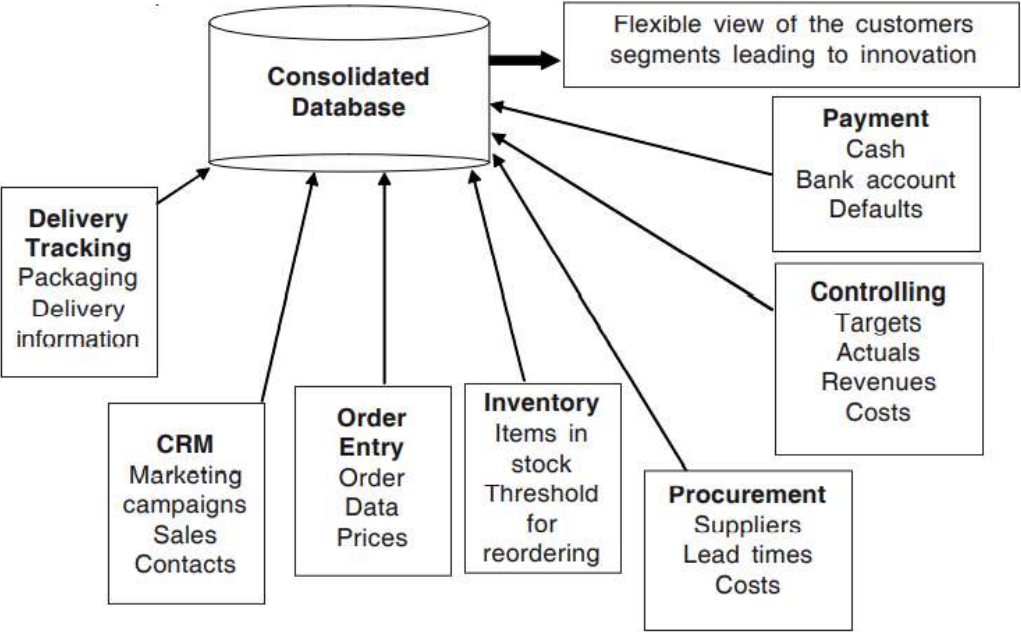 Consolidated
Database
Flexible view of the customers
segments leading to innovation
Payment
Cash
Bank account
Defaults
Controlling
Targets
Actuals
Revenues
Costs
Delivery
Tracking
Packaging
Delivery
information
CRM
Marketing
campaigns
Sales
Contacts
Order
Entry
Order
Data
Prices
Inventory
Items in
stock
Threshold
for
reordering
Procurement
Suppliers
Lead times
Costs